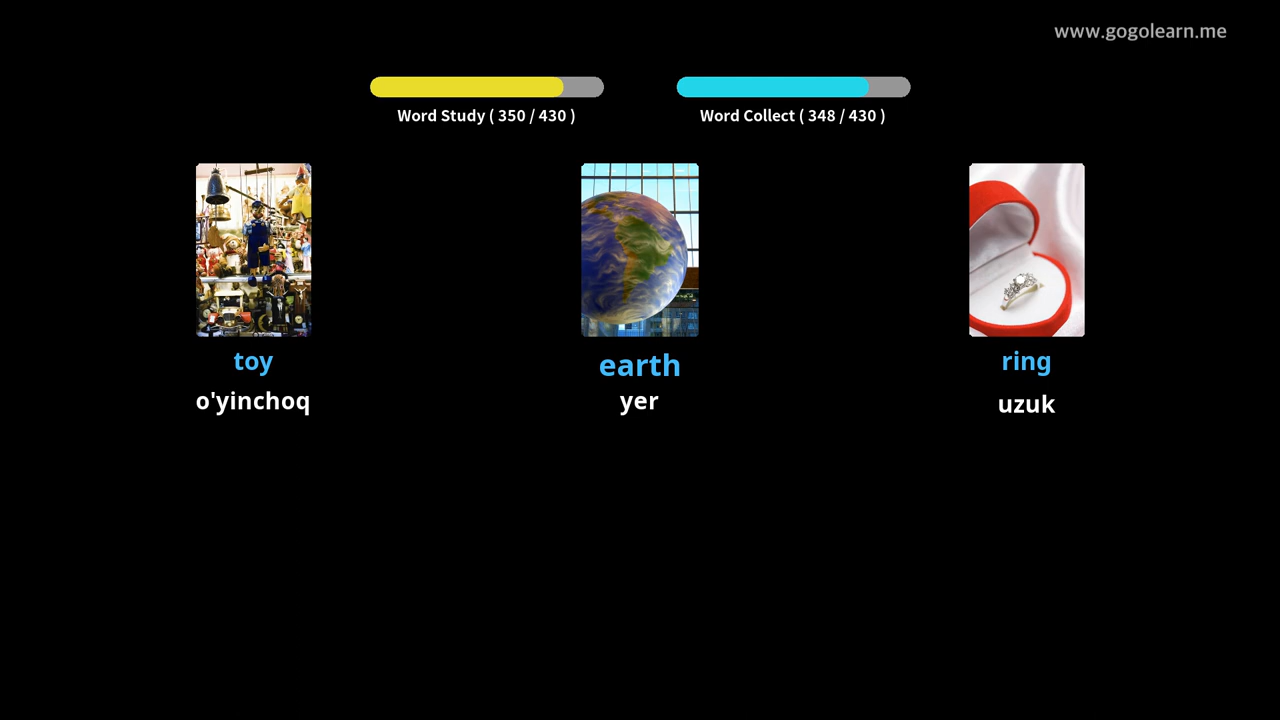 www.gogolearn.me
Word Study ( 350 / 430 )
Word Collect ( 348 / 430 )
toy
earth
ring
o'yinchoq
yer
uzuk